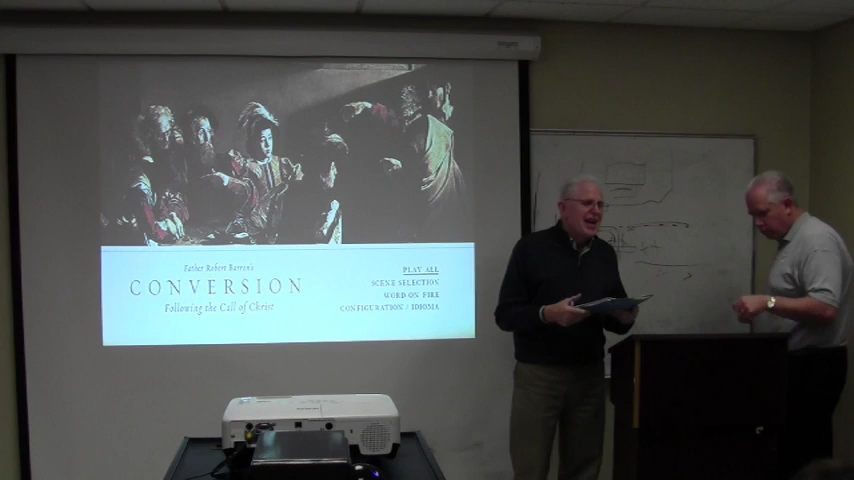 Father Robert Barron's
CONVERSION
Following the Call of Christ
PLAY ALL
SCENE SELECTION
WORD ON FIRE
CONFIGURATION / IDIOMA